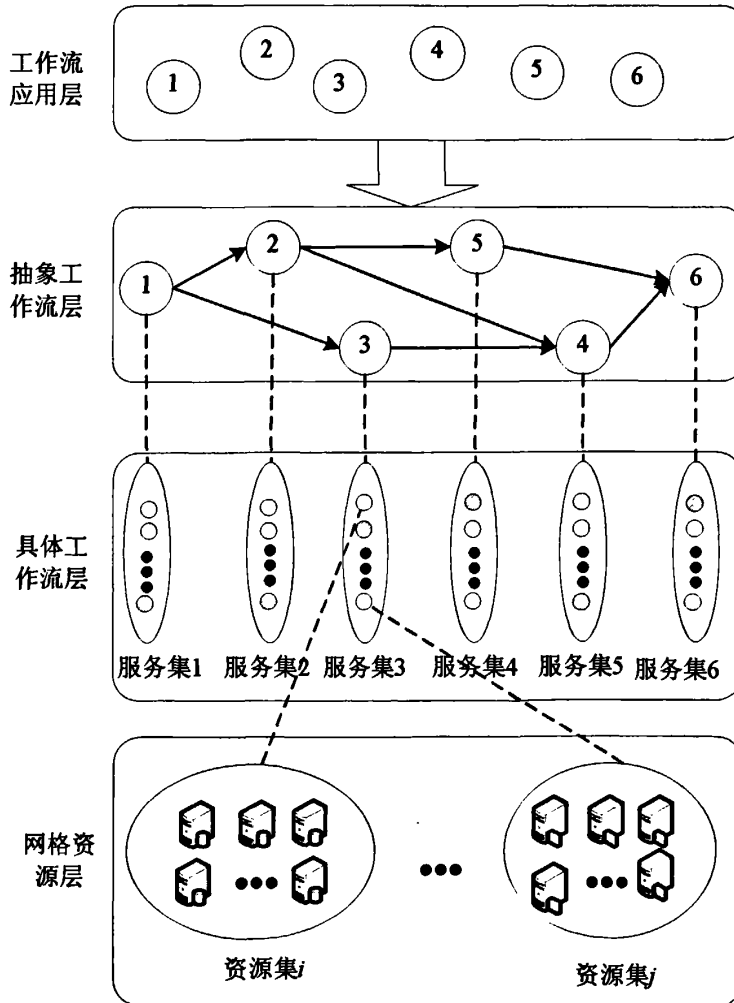 工作流
应用层
1
2
3
4
5
6
抽象工
作流层
1
2
5
6
3
4
具体工
作流层
服务集1
服务集2
服务集3
服务集4
服务集5
服务集6
网格资
源层
资源集i
资源集j